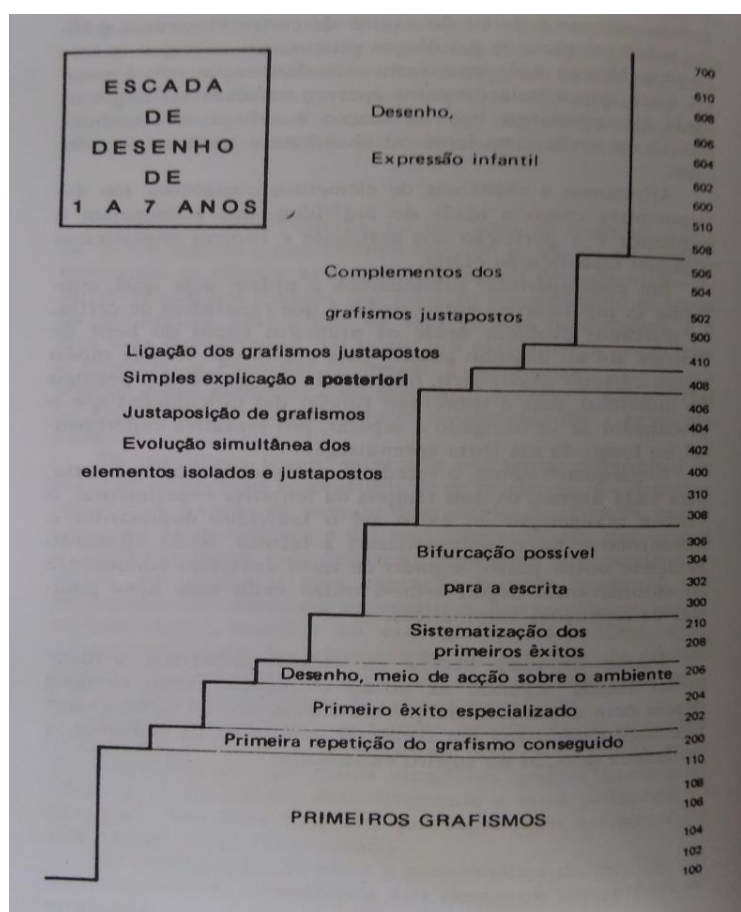 ESCADA
DE
DESENHO
DE
1 A 7 ANOS
Desenho,
Expressão infantil
Complementos dos
grafismos justapostos
Ligação dos grafismos justapostos
Simples explicação a posteriori
Justaposição de grafismos
Evolução simultânea dos
elementos isolados e justapostos
Bifurcação possível
para a escrita
Sistematização dos
primeiros êxitos
Desenho, meio de acção sobre o ambiente
Primeiro êxito especializado
Primeira repetição do grafismo conseguido
PRIMEIROS GRAFISMOS
700
610
608
606
604
602
600
510
508
506
504
502
500
410
408
406
404
402
400
310
308
306
304
302
300
210
208
206
204
202
200
110
108
106
104
102
100